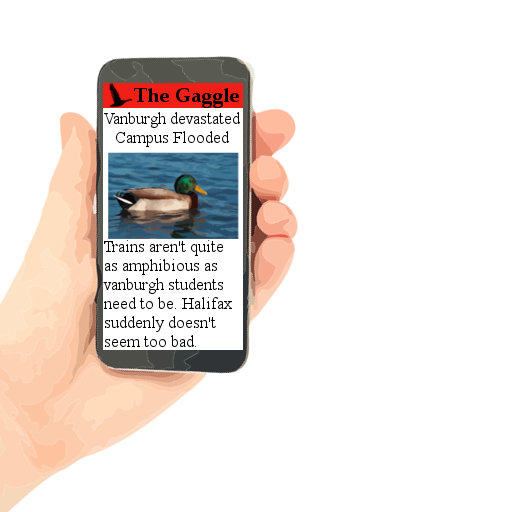 The Gaggle
Vanburgh devastated
Campus Flooded
Trains aren't quite
as amphibious as
vanburgh students
need to be. Halifax
suddenly doesn't
seem too bad.